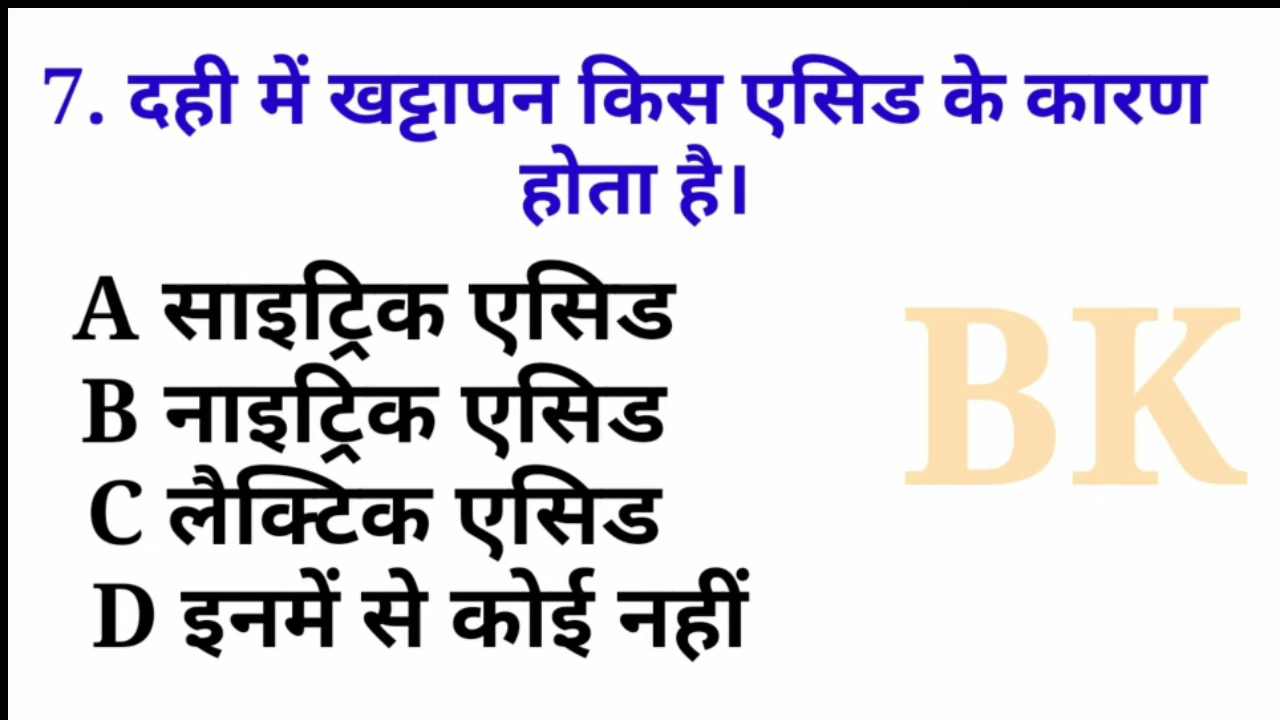 7. दही में खट्टापन किस एसिड के कारण
होता है।
A साइट्रिक एसिड
B नाइट्रिक एसिड
C लैक्टिक एसिड
D इनमें से कोई नहीं
BK